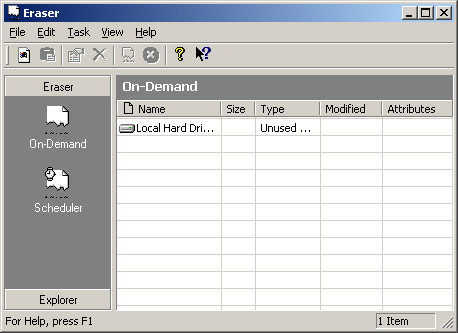 Eraser
File Edit Task View Help
Eraser
On-Demand
Scheduler
Explorer
On-Demand
Name Size Type Modified Attributes
Local Hard Dri... Unused ...
For Help, press F1
1 Item